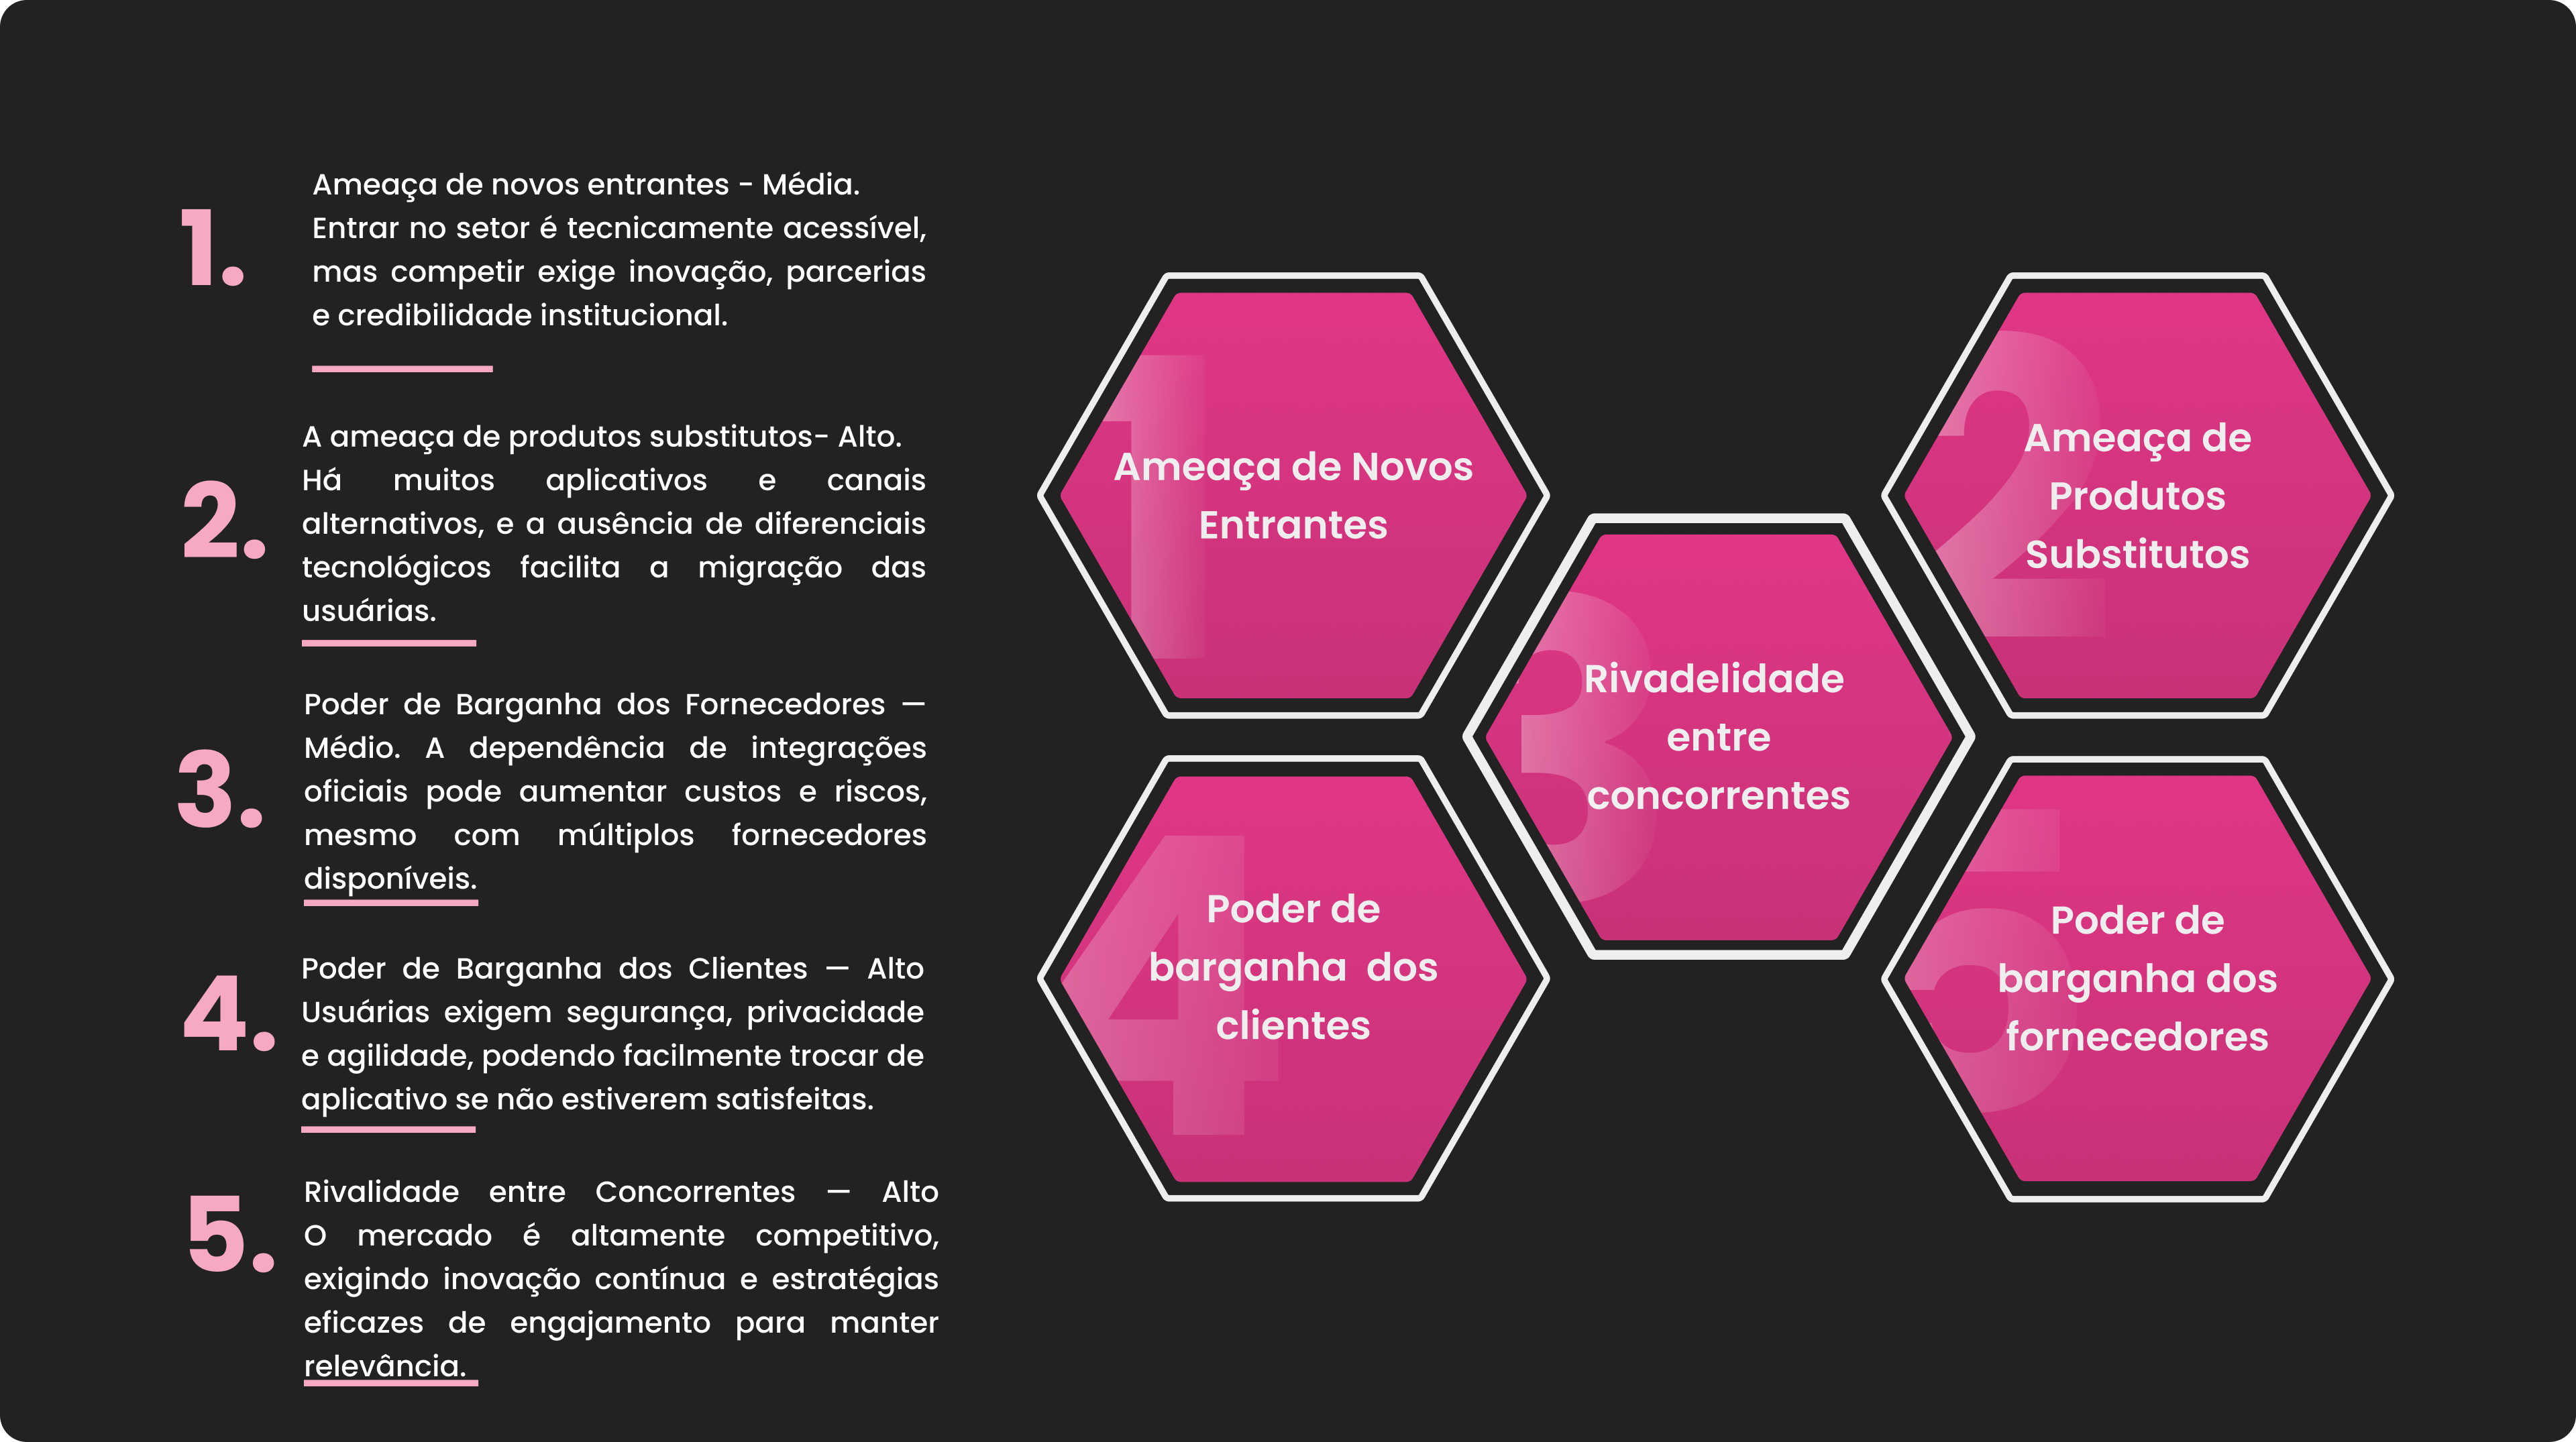 1.
Ameaça de novos entrantes - Média.
Entrar no setor é tecnicamente acessível,
mas competir exige inovação, parcerias
e credibilidade institucional.
2.
A ameaça de produtos substitutos- Alto.
Há muitos aplicativos e canais
alternativos, e a ausência de diferenciais
tecnológicos facilita a migração das
usuárias.
3.
Poder de Barganha dos Fornecedores —
Médio. A dependência de integrações
oficiais pode aumentar custos e riscos,
mesmo com múltiplos fornecedores
disponíveis.
4.
Poder de Barganha dos Clientes — Alto
Usuárias exigem segurança, privacidade
e agilidade, podendo facilmente trocar de
aplicativo se não estiverem satisfeitas.
5.
Rivalidade entre Concorrentes — Alto
O mercado é altamente competitivo,
exigindo inovação contínua e estratégias
eficazes de engajamento para manter
relevância.
1
Ameaça de Novos
Entrantes
2
Ameaça de
Produtos
Substitutos
3
Rivadelidade
entre
concorrentes
4
Poder de
barganha dos
clientes
5
Poder de
barganha dos
fornecedores